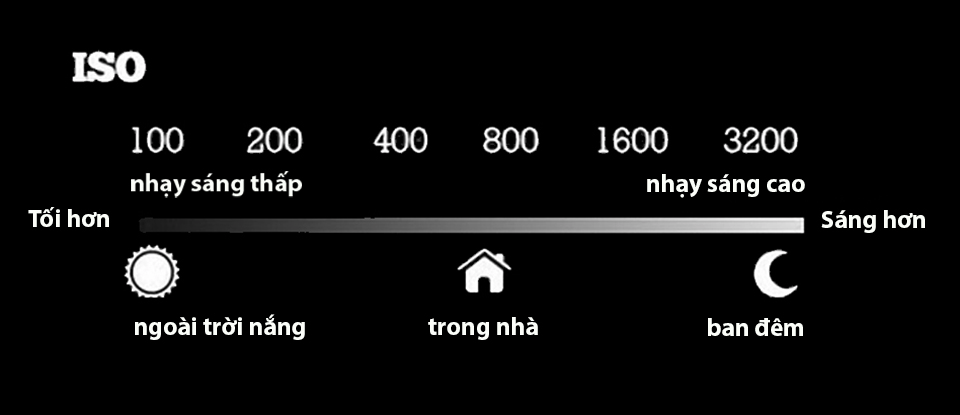 ISO
100 200 400 800 1600 3200
nhạy sáng thấp nhạy sáng cao
Tối hơn Sáng hơn
ngoài trời nắng trong nhà ban đêm